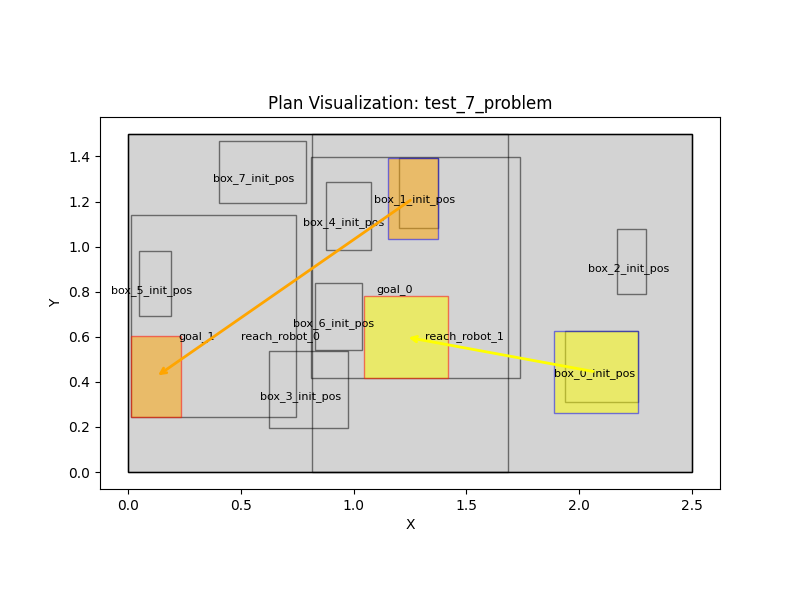 Plan Visualization: test_7_problem
1.4
1.2
1.0
0.8
0.6
0.4
0.2
0.0
Y
box_7_init_pos
box_1_init_pos
box_4_init_pos
box_2_init_pos
box_5_init_pos
goal_0
box_6_init_pos
goal_1
reach_robot_0
reach_robot_1
box_0_init_pos
box_3_init_pos
0.0
0.5
1.0
1.5
2.0
2.5
X